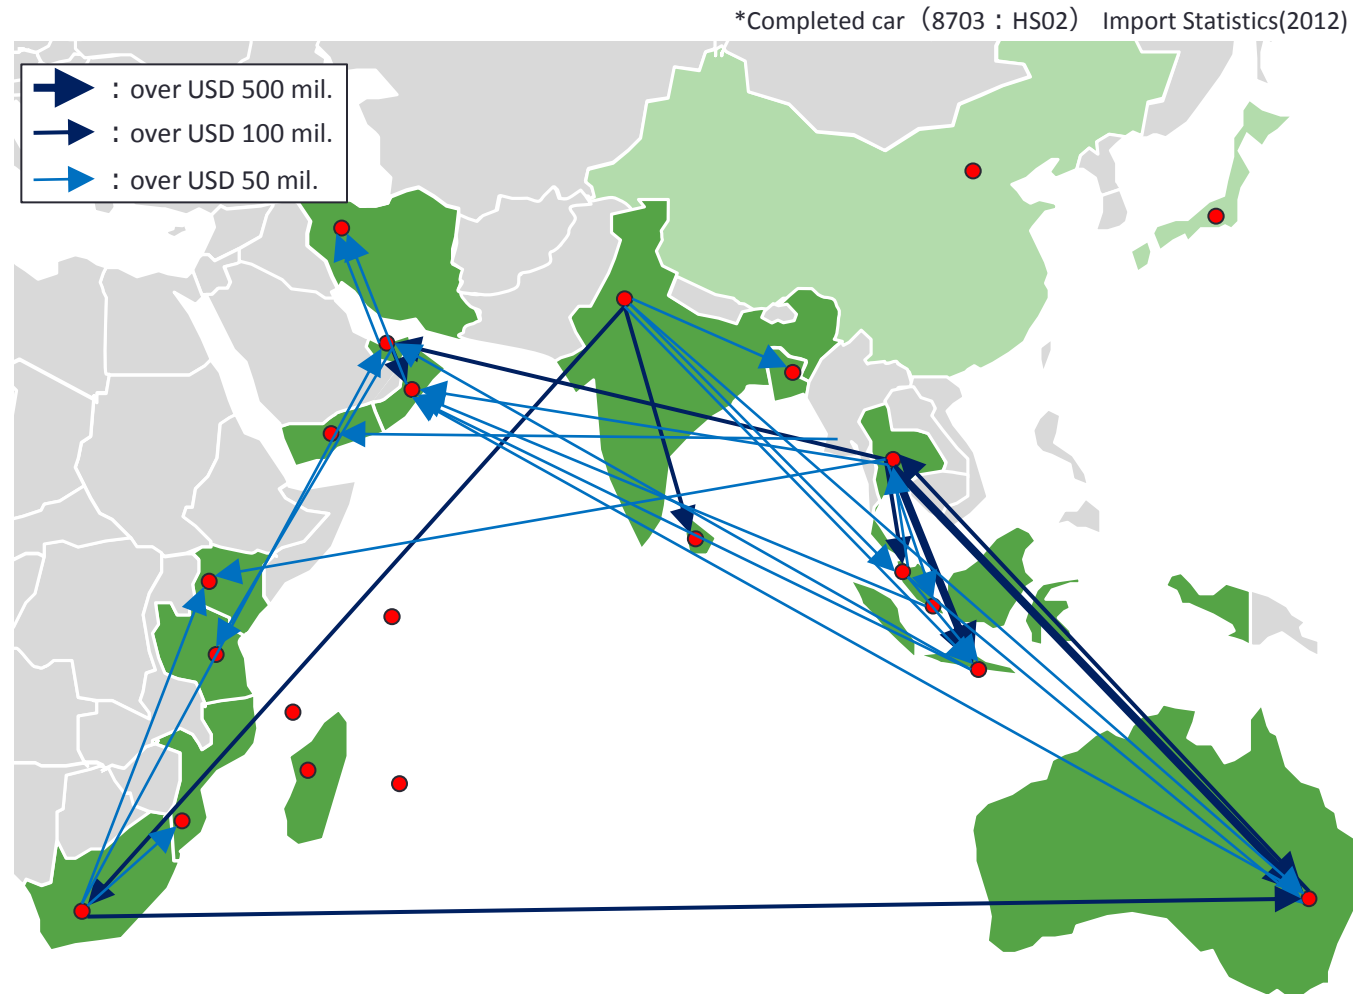 *Completed car（8703：HS02） Import Statistics(2012)
：over USD 500 mil.
：over USD 100 mil.
：over USD 50 mil.